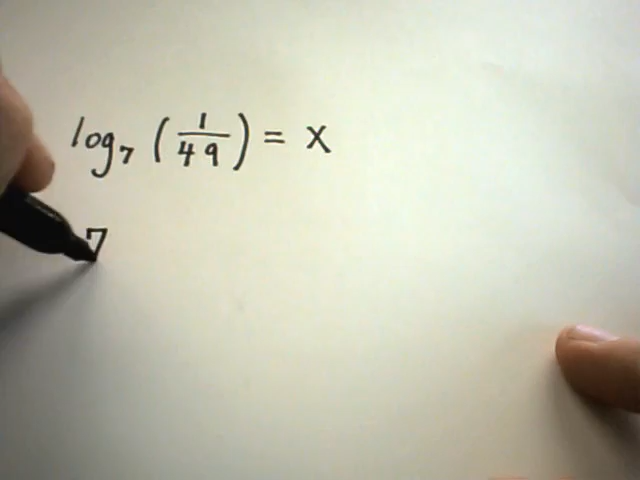 log₇ (1/49) = x
7